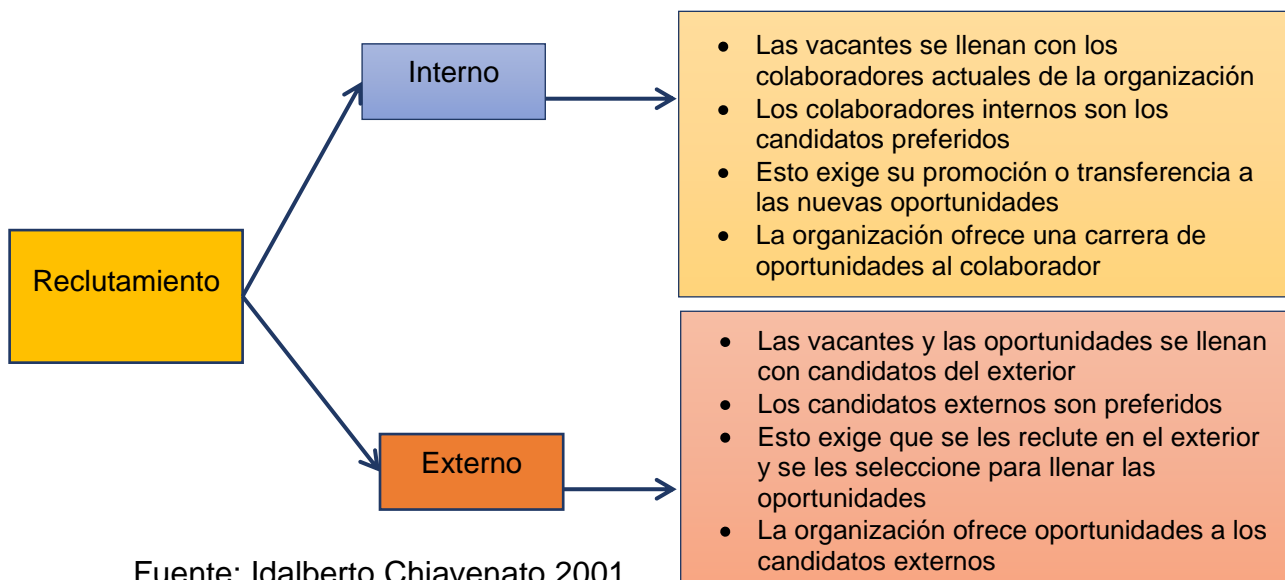 Reclutamiento
Interno
• Las vacantes se llenan con los
colaboradores actuales de la organización
• Los colaboradores internos son los
candidatos preferidos
• Esto exige su promoción o transferencia a
las nuevas oportunidades
• La organización ofrece una carrera de
oportunidades al colaborador
Externo
• Las vacantes y las oportunidades se llenan
con candidatos del exterior
• Los candidatos externos son preferidos
• Esto exige que se les reclute en el exterior
y se les seleccione para llenar las
oportunidades
• La organización ofrece oportunidades a los
candidatos externos
Fuente: Idalberto Chiavenato 2001